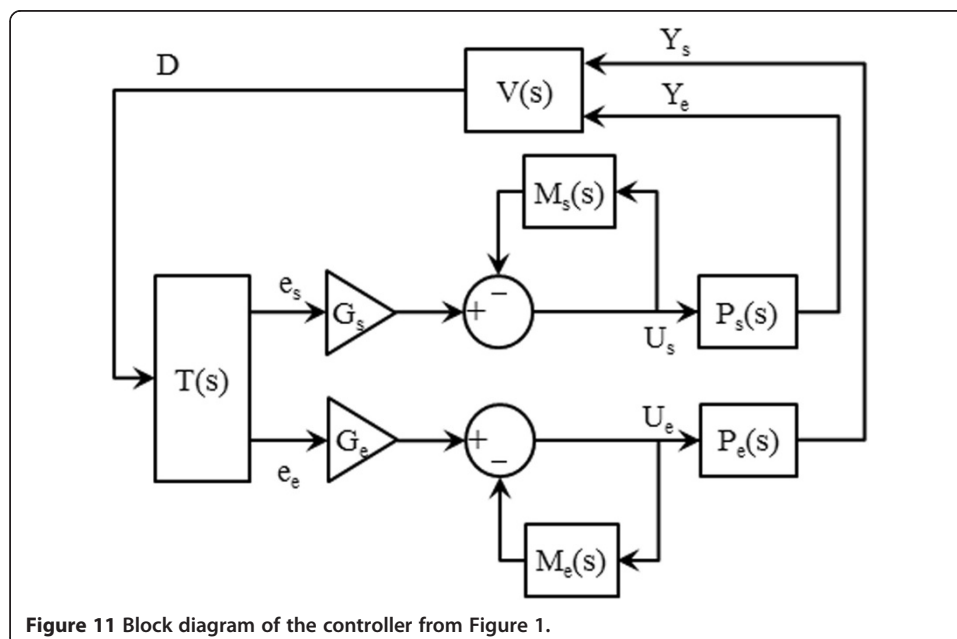 D
V(s)
Y_s
Y_e
M_s(s)
e_s
G_s
+
−
U_s
P_s(s)
T(s)
e_e
G_e
+
−
U_e
P_e(s)
M_e(s)
Figure 11 Block diagram of the controller from Figure 1.